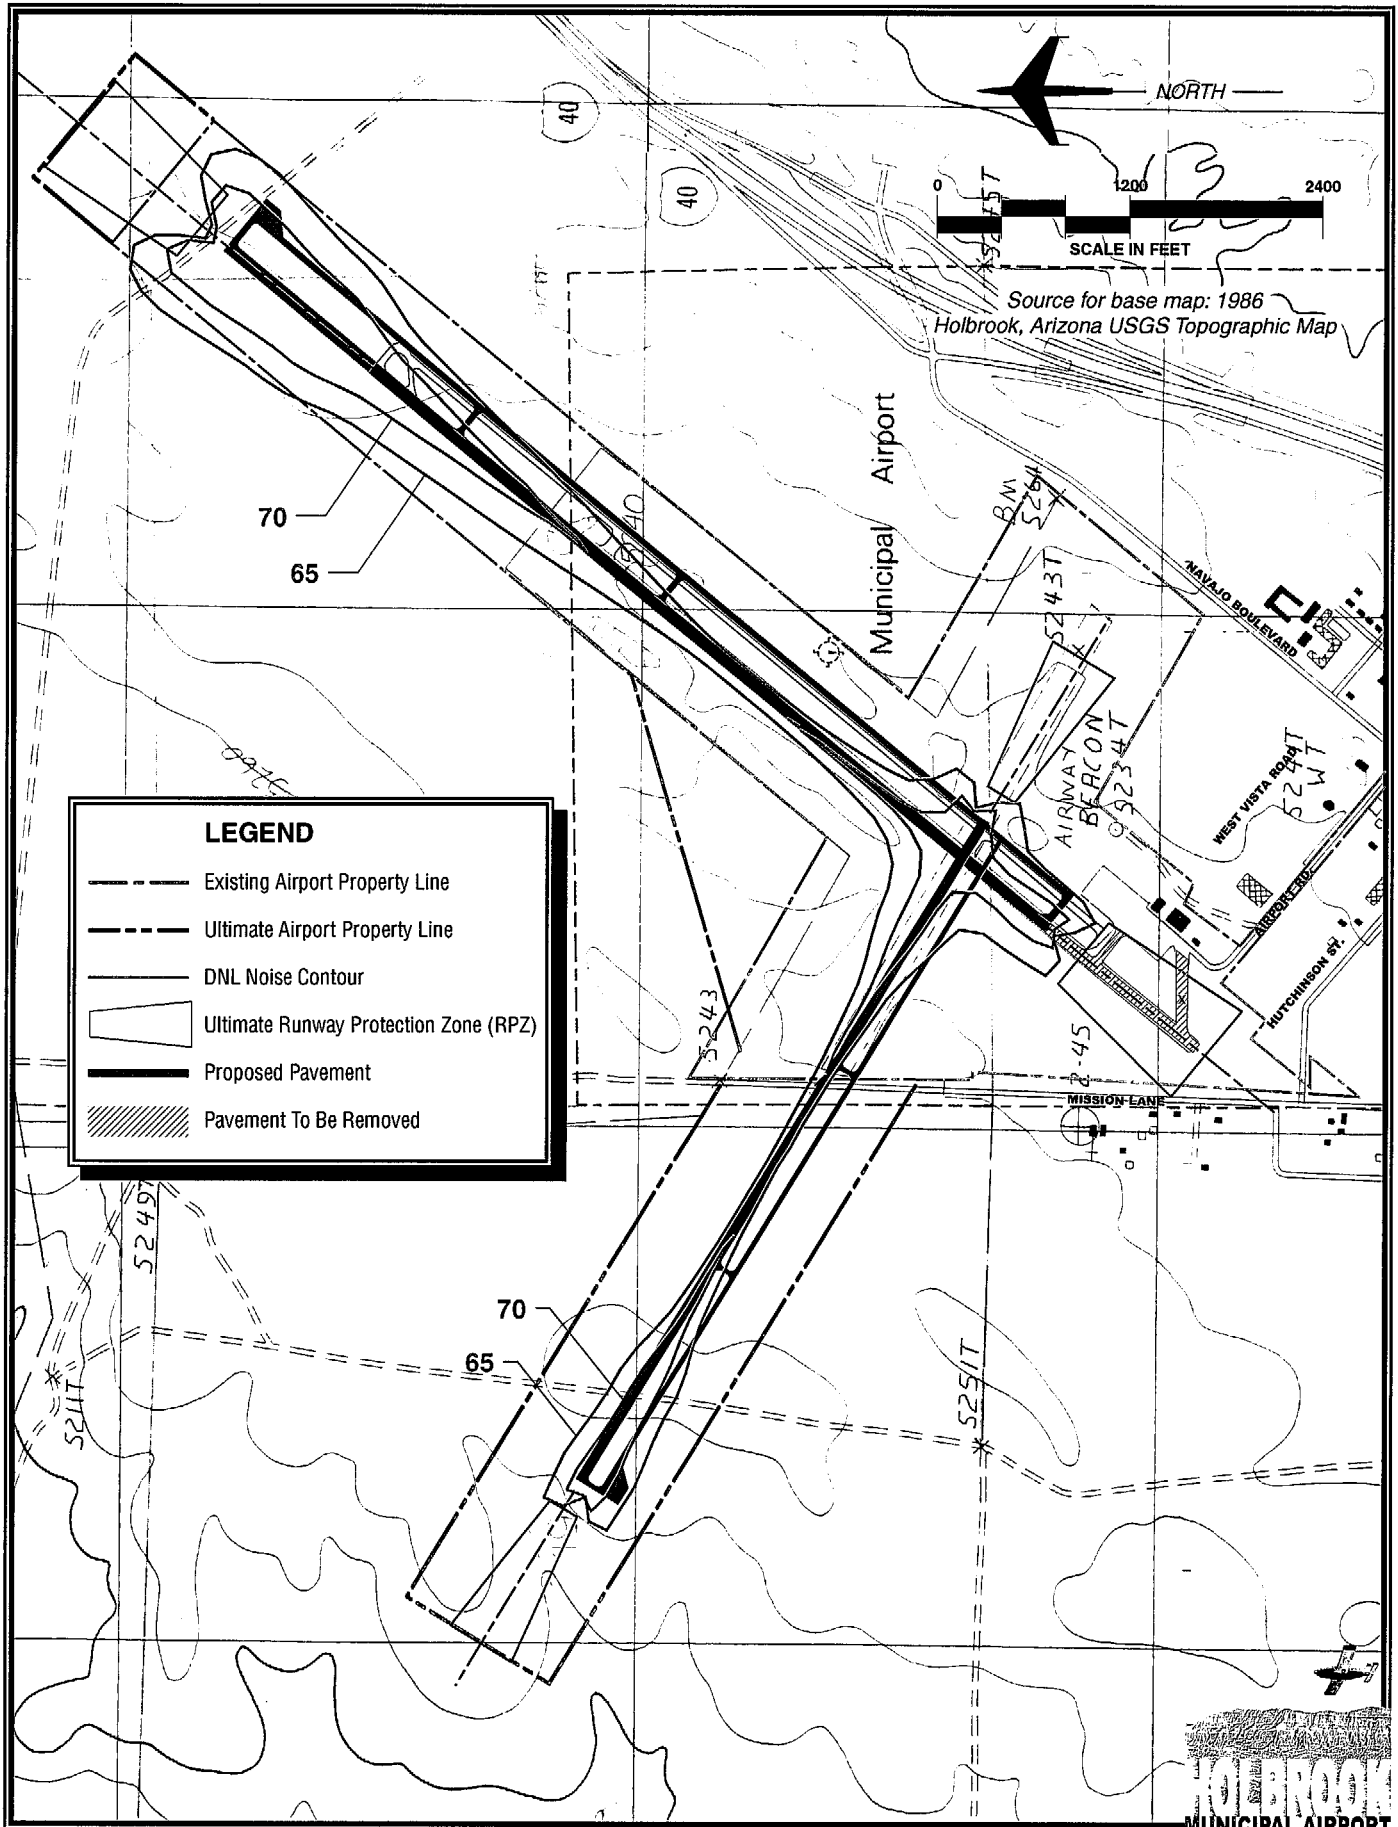 40
NORTH
40
0 1200 2400
SCALE IN FEET
Source for base map: 1986
Holbrook, Arizona USGS Topographic Map
Municipal Airport
BM
5264
70
65
5243T
NAVAJO BOULEVARD
AIRWAY
BEACON
5234T
WEST VISTA ROAD
5244T
WT
AIRPORT RD.
HUTCHINSON ST.
LEGEND
Existing Airport Property Line
Ultimate Airport Property Line
DNL Noise Contour
Ultimate Runway Protection Zone (RPZ)
Proposed Pavement
Pavement To Be Removed
5243
MISSION LANE
5249T
70
65
5211T
5251T
HOLBROOK
MUNICIPAL AIRPORT